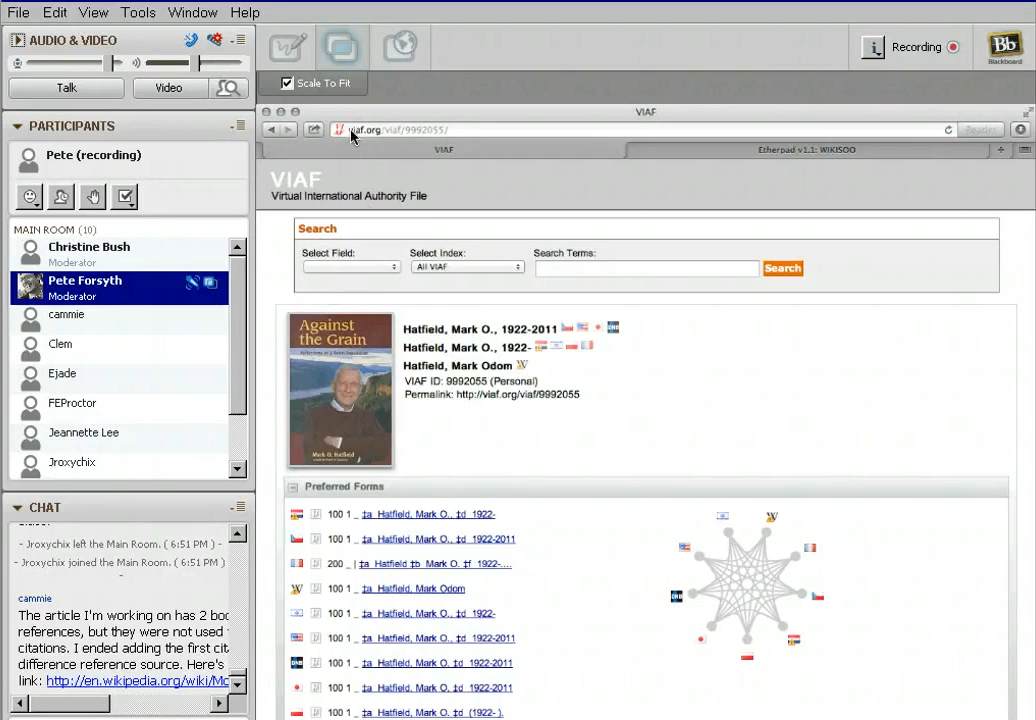 File Edit View Tools Window Help
AUDIO & VIDEO
Talk
Video
PARTICIPANTS
Pete (recording)
MAIN ROOM (10)
Christine Bush
Moderator
Pete Forsyth
Moderator
cammie
Clem
Ejade
FEProctor
Jeannette Lee
Jroxychix
CHAT
- Jroxychix left the Main Room. ( 6:51 PM ) -
- Jroxychix joined the Main Room. ( 6:51 PM )
-
cammie
The article I'm working on has 2 boo
references, but they were not used
citations. I ended adding the first cit
difference reference source. Here's
link: http://en.wikipedia.org/wiki/Mo
Recording
Bb
Blackboard
Scale To Fit
VIAF
viaf.org/viaf/9992055/
Reader
VIAF
Etherpad v1.1: WIKISOO
VIAF
Virtual International Authority File
Search
Select Field:
Select Index:
Search Terms:
All VIAF
Search
Against
the Grain
Mark O. Hatfield
Hatfield, Mark O., 1922-2011
Hatfield, Mark O., 1922-
Hatfield, Mark Odom
VIAF ID: 9992055 (Personal)
Permalink: http://viaf.org/viaf/9992055
Preferred Forms
100 1 _ ‡a Hatfield, Mark O., ‡d 1922-
100 1 _ ‡a Hatfield, Mark O., ‡d 1922-2011
200 _ | ‡a Hatfield ‡b Mark O. ‡f 1922-....
100 1 _ ‡a Hatfield, Mark Odom
100 1 _ ‡a Hatfield, Mark O., ‡d 1922-
100 1 _ ‡a Hatfield, Mark O., ‡d 1922-2011
100 1 _ ‡a Hatfield, Mark O. ‡d 1922-2011
100 1 _ ‡a Hatfield, Mark O. ‡d 1922-2011
100 1 _ ‡a Hatfield, Mark O. ‡d (1922- ).